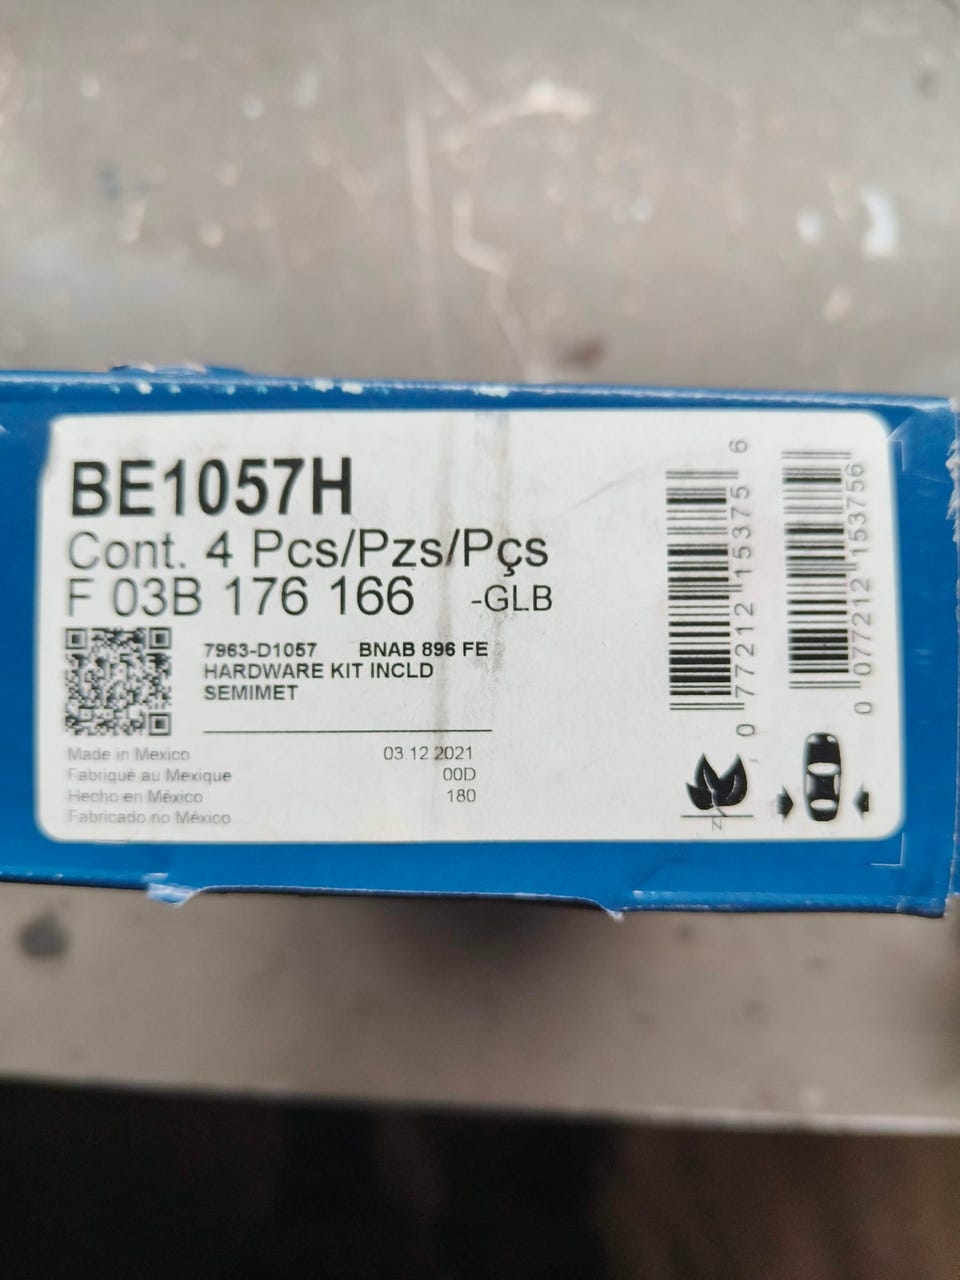 BE1057H
Cont. 4 Pcs/Pzs/Pçs
F 03B 176 166 -GLB
7963-D1057 BNAB 896 FE
HARDWARE KIT INCLD
SEMIMET
Made in Mexico 03.12.2021
Fabriqué au Mexique 00D
Hecho en México 180
Fabricado no México
0 77212 15375 6
0 077212 153756
N